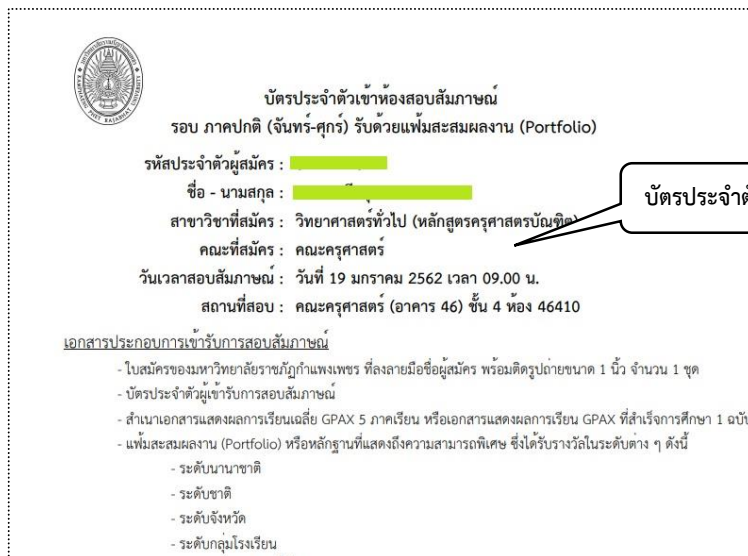 บัตรประจำตัวเข้าห้องสอบสัมภาษณ์
รอบ ภาคปกติ (จันทร์-ศุกร์) รับด้วยแฟ้มสะสมผลงาน (Portfolio)
รหัสประจำตัวผู้สมัคร :
ชื่อ - นามสกุล :
สาขาวิชาที่สมัคร : วิทยาศาสตร์ทั่วไป (หลักสูตรครุศาสตรบัณฑิต)
บัตรประจำตั
คณะที่สมัคร : คณะครุศาสตร์
วันเวลาสอบสัมภาษณ์ : วันที่ 19 มกราคม 2562 เวลา 09.00 น.
สถานที่สอบ : คณะครุศาสตร์ (อาคาร 46) ชั้น 4 ห้อง 46410
เอกสารประกอบการเข้ารับการสอบสัมภาษณ์
- ใบสมัครของมหาวิทยาลัยราชภัฏกำแพงเพชร ที่ลงลายมือชื่อผู้สมัคร พร้อมติดรูปถ่ายขนาด 1 นิ้ว จำนวน 1 ชุด
- บัตรประจำตัวผู้เข้ารับการสอบสัมภาษณ์
- สำเนาเอกสารแสดงผลการเรียนเฉลี่ย GPAX 5 ภาคเรียน หรือเอกสารแสดงผลการเรียน GPAX ที่สำเร็จการศึกษา 1 ฉบับ
- แฟ้มสะสมผลงาน (Portfolio) หรือหลักฐานที่แสดงถึงความสามารถพิเศษ ซึ่งได้รับรางวัลในระดับต่าง ๆ ดังนี้
- ระดับนานาชาติ
- ระดับชาติ
- ระดับจังหวัด
- ระดับกลุ่มโรงเรียน